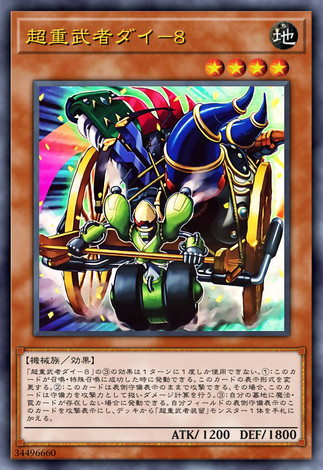 超重武者ダイ－8
地
【機械族／効果】
「超重武者ダイ－8」の③の効果は1ターンに1度しか使用できない。①：このカ
ードが召喚・特殊召喚に成功した時に発動できる。このカードの表示形式を変
更する。②：このカードは表側守備表示のままで攻撃できる。その場合、このカ
ードは守備力を攻撃力として扱いダメージ計算を行う。③：自分の墓地に魔法・
罠カードが存在しない場合に発動できる。自分フィールドの表側守備表示のこ
のカードを攻撃表示にし、デッキから「超重武者装留」モンスター1体を手札に
加える。
ATK/1200 DEF/1800
34496660